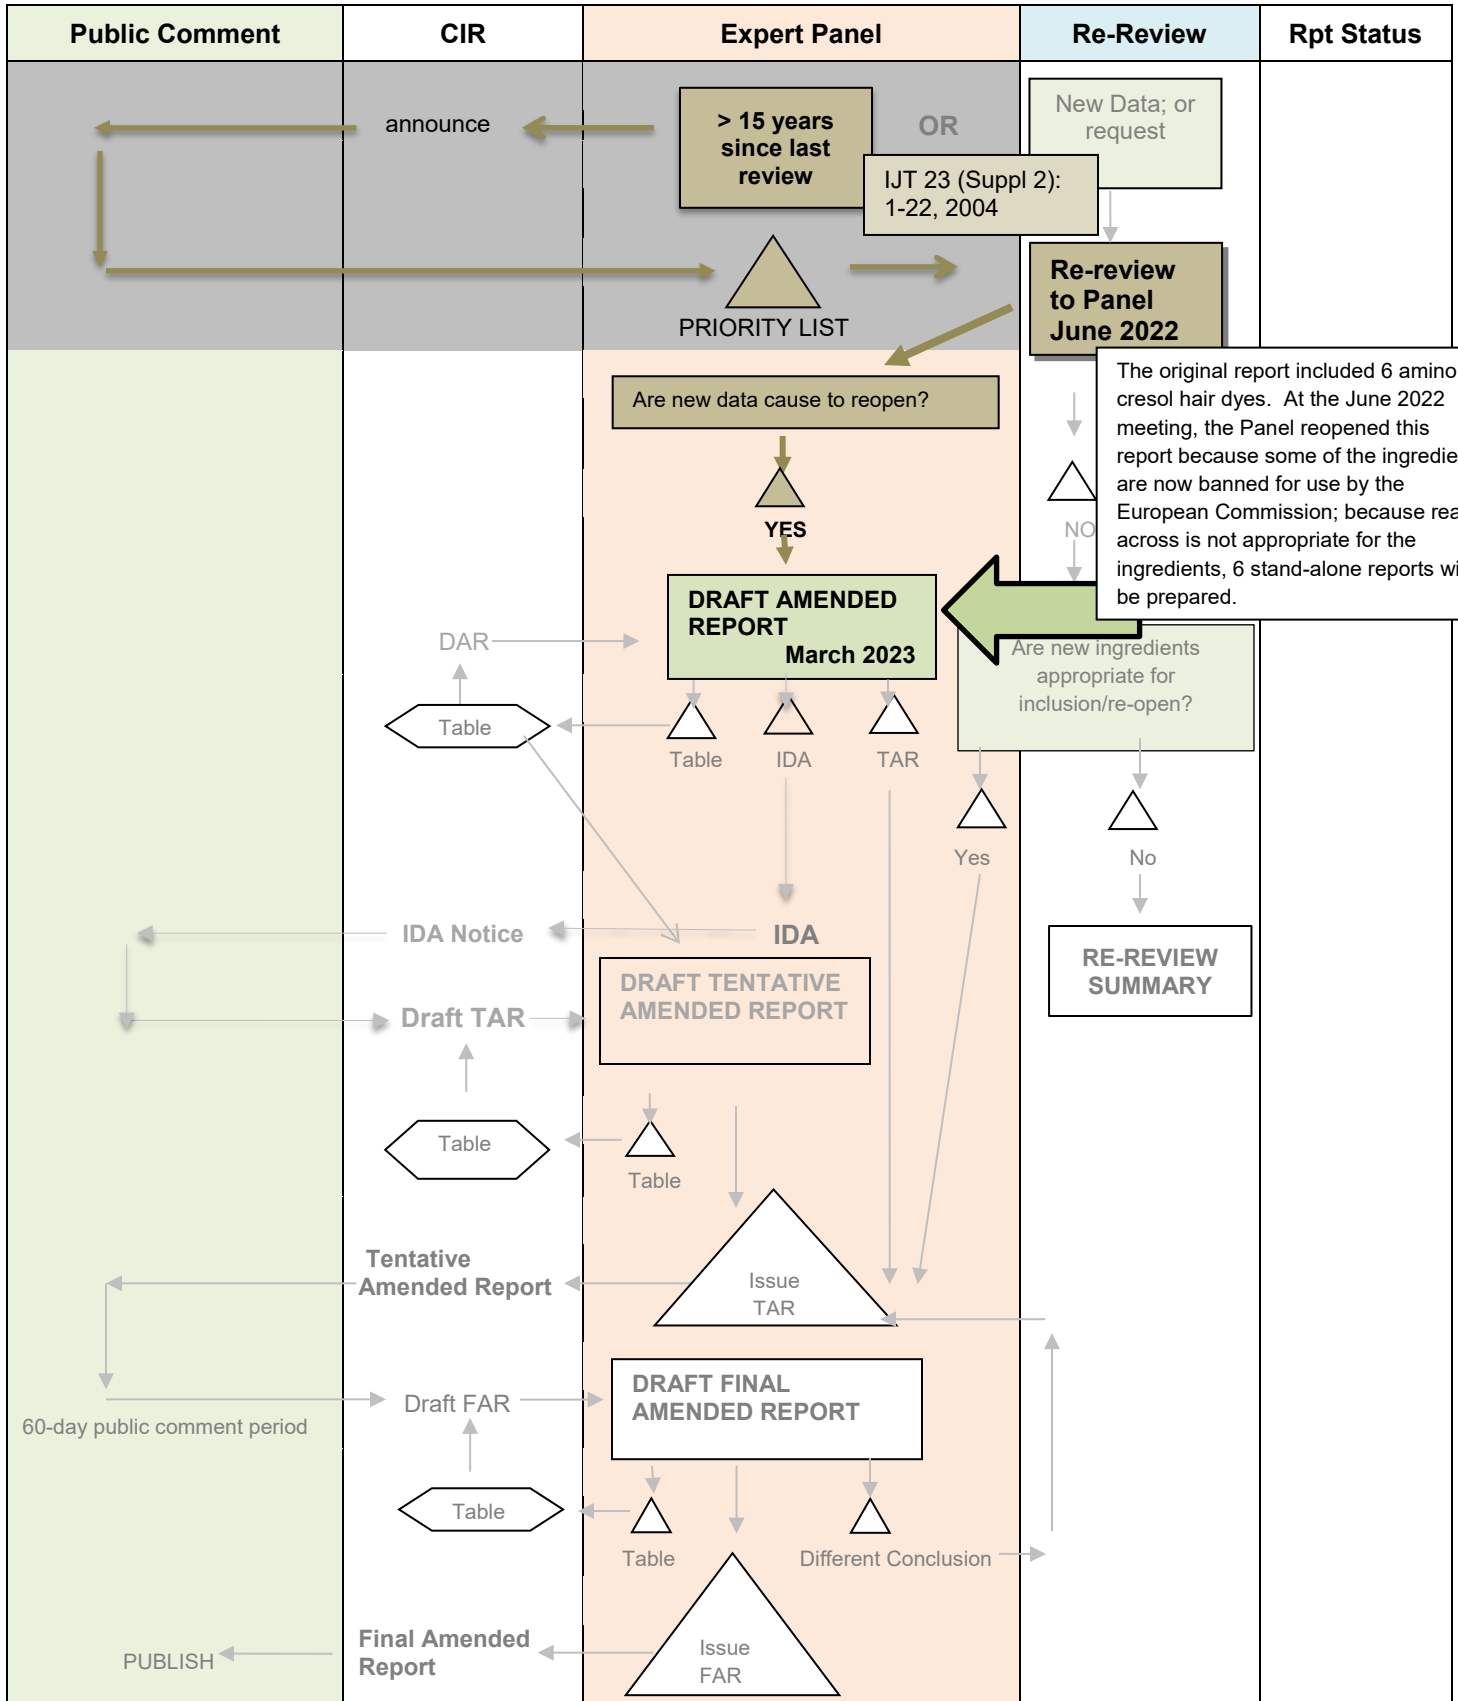 Public Comment
CIR
Expert Panel
Re-Review
Rpt Status
announce
> 15 years
since last
review
OR
New Data; or
request
IJT 23 (Suppl 2):
1-22, 2004
PRIORITY LIST
Re-review
to Panel
June 2022
Are new data cause to reopen?
The original report included 6 amino
cresol hair dyes. At the June 2022
meeting, the Panel reopened this
report because some of the
are now banned for use by the
European Commission; because
across is not appropriate for the
ingredients, 6 stand-alone reports
be prepared.
YES
NO
DRAFT AMENDED
REPORT
March 2023
DAR
Table
Table
IDA
TAR
Are new ingredients
appropriate for
inclusion/re-open?
Yes
No
IDA Notice
IDA
RE-REVIEW
SUMMARY
DRAFT TENTATIVE
AMENDED REPORT
Draft TAR
Table
Table
Tentative
Amended Report
Issue
TAR
DRAFT FINAL
AMENDED REPORT
Draft FAR
60-day public comment period
Table
Table
Different Conclusion
PUBLISH
Final Amended
Report
Issue
FAR